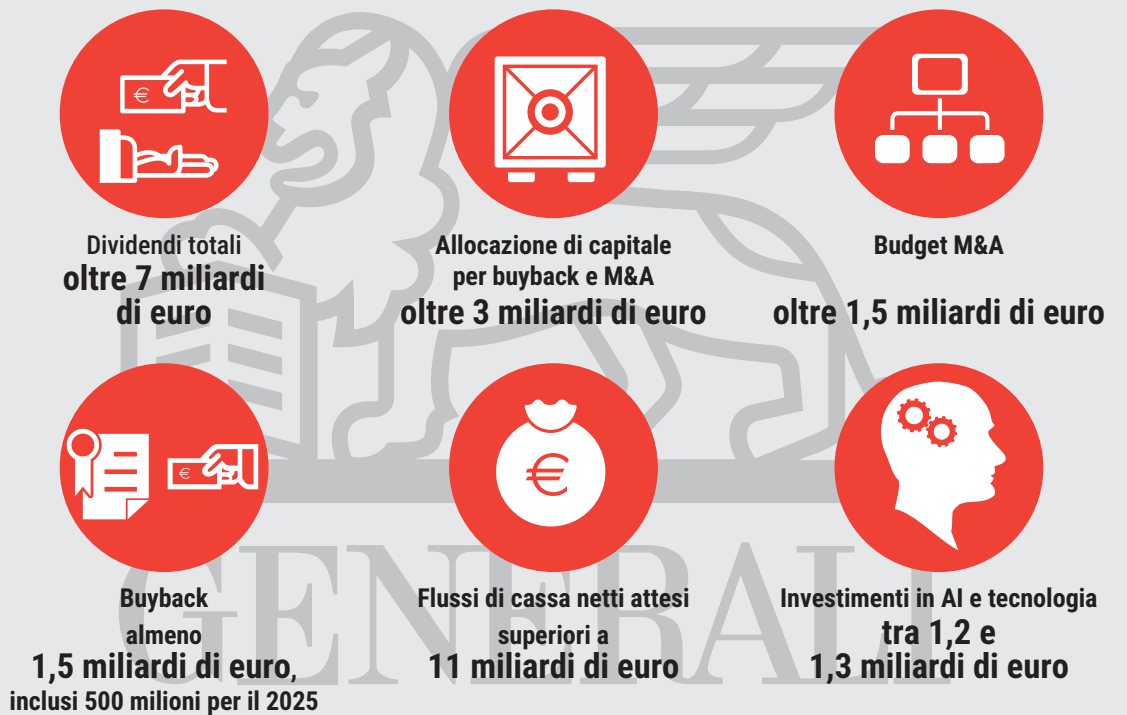 Dividendi totali
oltre 7 miliardi
di euro
Allocazione di capitale
per buyback e M&A
oltre 3 miliardi di euro
Budget M&A
oltre 1,5 miliardi di euro
Buyback
almeno
1,5 miliardi di euro,
inclusi 500 milioni per il 2025
Flussi di cassa netti attesi
superiori a
11 miliardi di euro
Investimenti in AI e tecnologia
tra 1,2 e
1,3 miliardi di euro
€
€
€
GENERALI